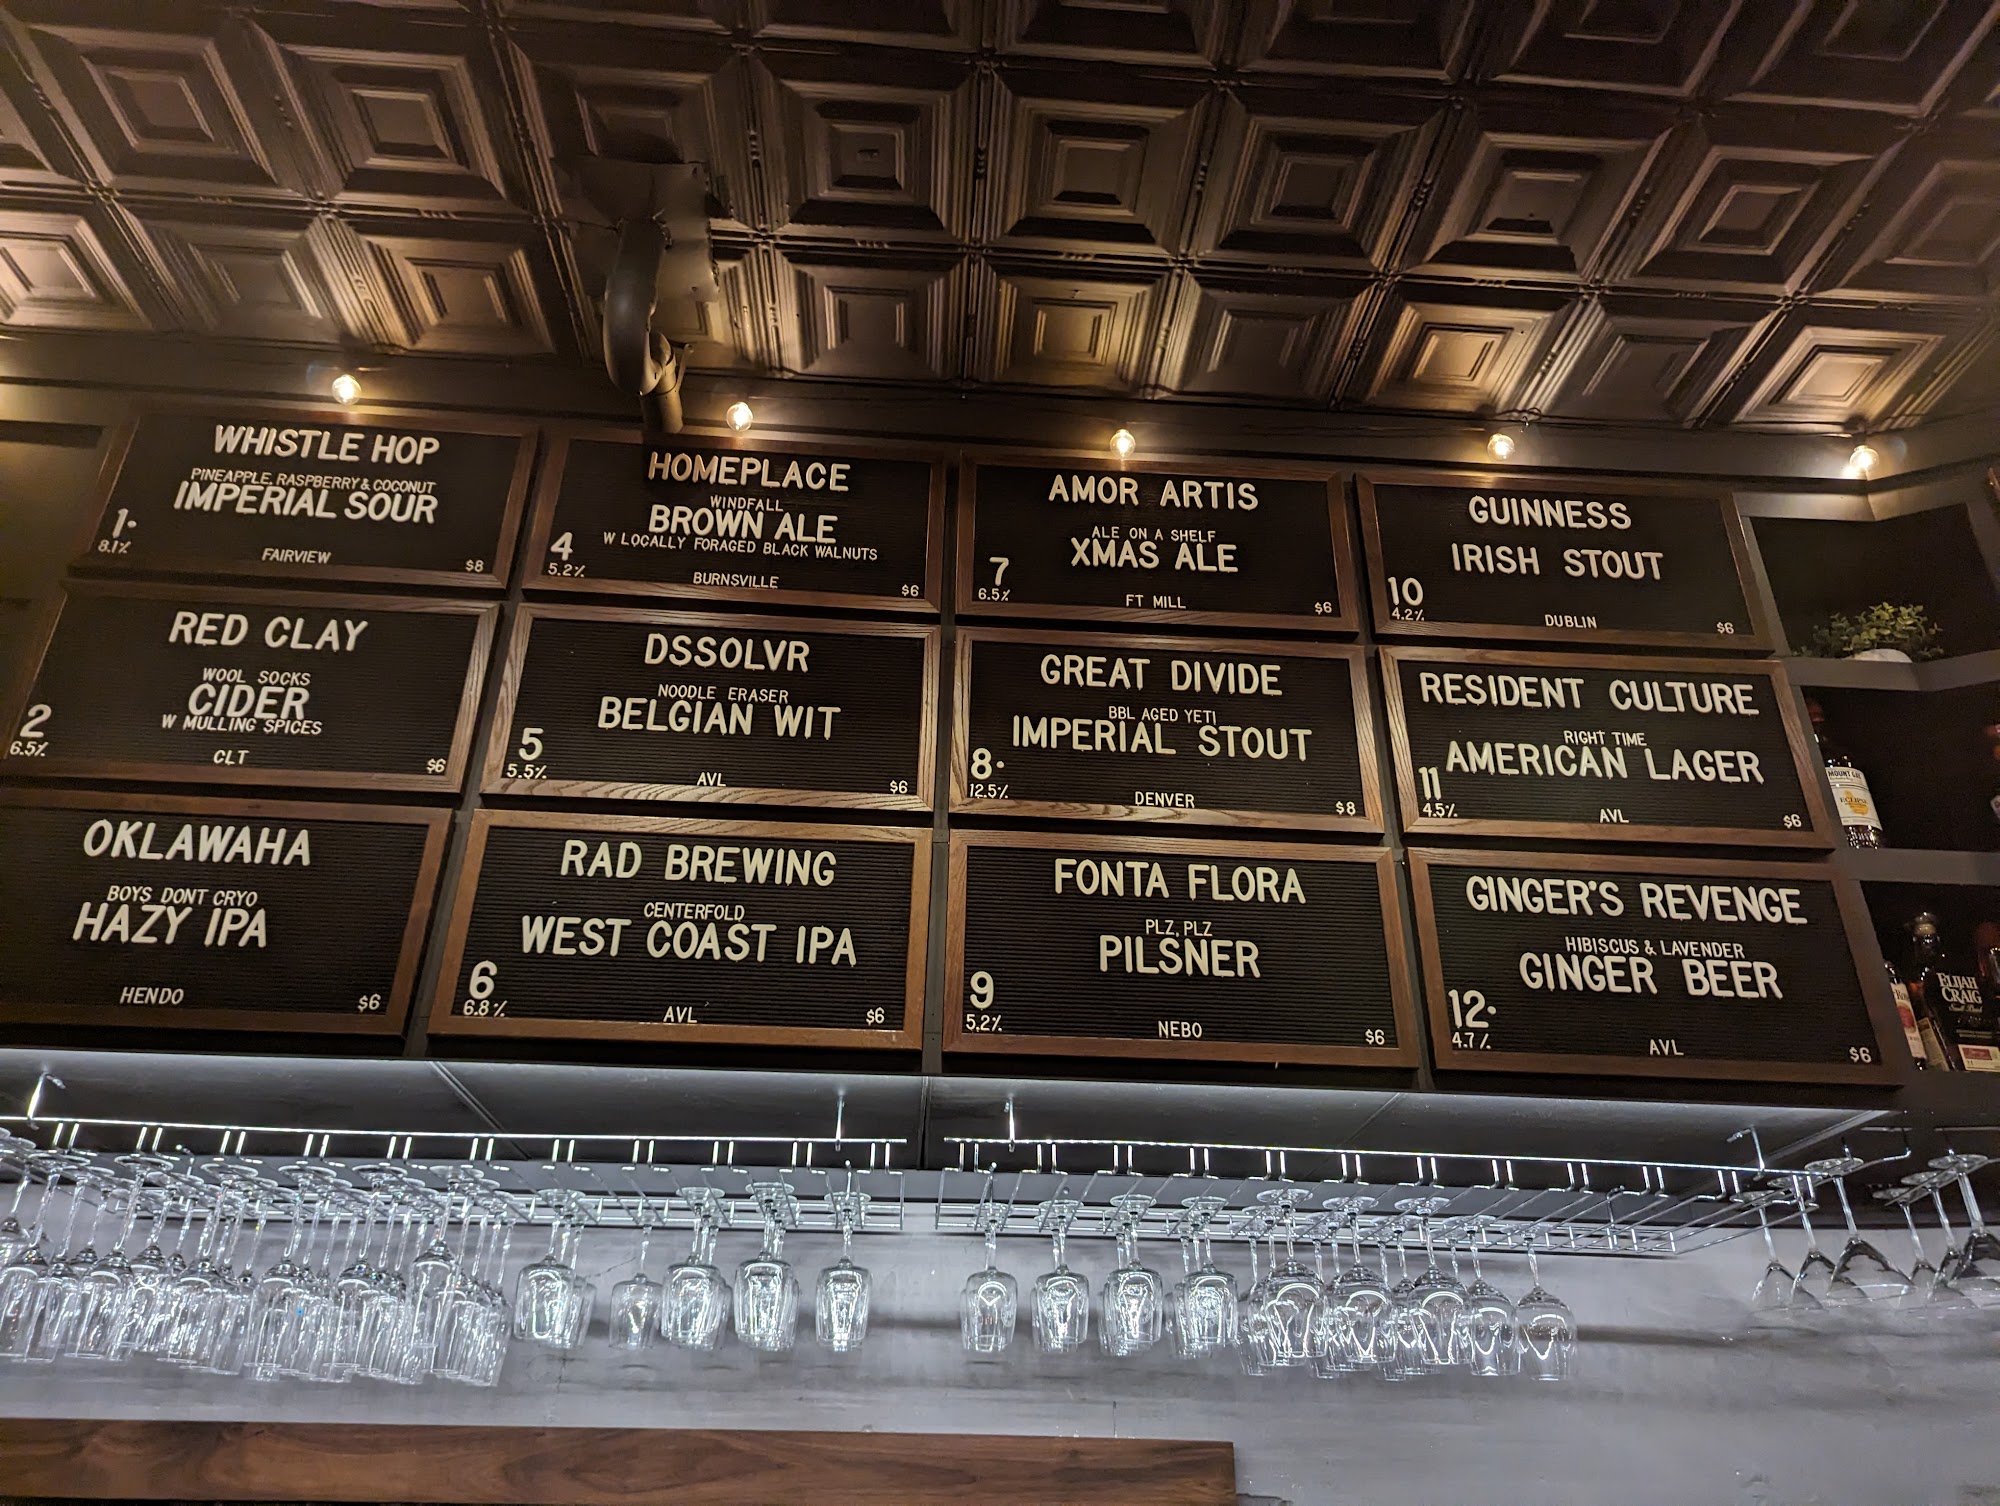 WHISTLE HOP
PINEAPPLE, RASPBERRY & COCONUT
IMPERIAL SOUR
1·
8.1%
FAIRVIEW
$8
RED CLAY
WOOL SOCKS
CIDER
W MULLING SPICES
2
6.5%
CLT
$6
OKLAWAHA
BOYS DONT CRYO
HAZY IPA
HENDO
$6
HOMEPLACE
WINDFALL
BROWN ALE
W LOCALLY FORAGED BLACK WALNUTS
4
5.2%
BURNSVILLE
$6
DSSOLVR
NOODLE ERASER
BELGIAN WIT
5
5.5%
AVL
$6
RAD BREWING
CENTERFOLD
WEST COAST IPA
6
6.8%
AVL
$6
AMOR ARTIS
ALE ON A SHELF
XMAS ALE
7
6.5%
FT MILL
$6
GREAT DIVIDE
BBL AGED YETI
IMPERIAL STOUT
8·
12.5%
DENVER
$8
FONTA FLORA
PLZ, PLZ
PILSNER
9
5.2%
NEBO
$6
GUINNESS
IRISH STOUT
10
4.2%
DUBLIN
$6
RESIDENT CULTURE
RIGHT TIME
AMERICAN LAGER
11
4.5%
AVL
$6
GINGER'S REVENGE
HIBISCUS & LAVENDER
GINGER BEER
12·
4.7%
AVL
$6
ECLIPSE
ELIJAH
CRAIG
Small Batch